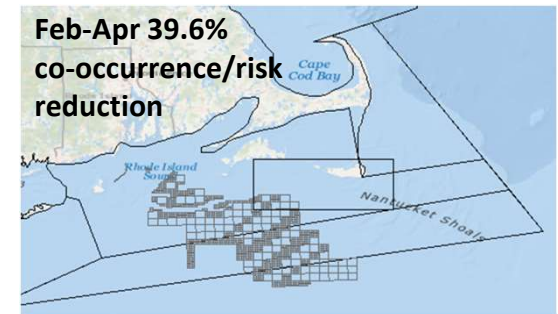 Feb-Apr 39.6%
co-occurrence/risk
reduction
Cape
Cod Bay
Rhode Island
Sound
Nantucket Shoals